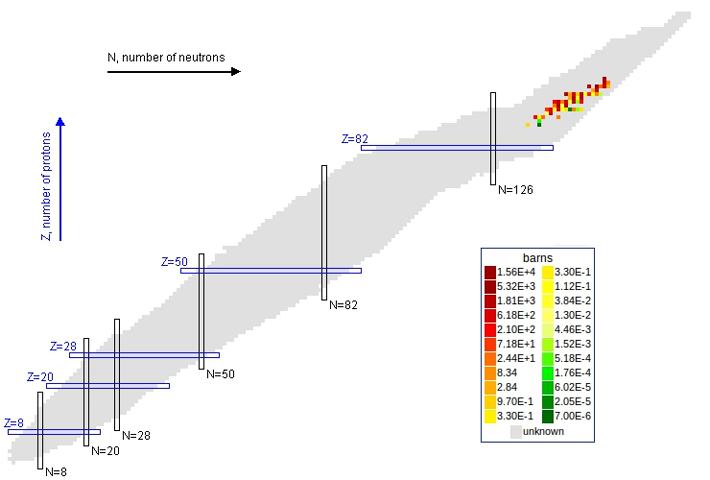 N, number of neutrons
Z, number of protons
Z=82
N=126
Z=50
N=82
Z=28
N=50
Z=20
N=28
Z=8
N=20
N=8
barns
1.56E+4 3.30E-1
5.32E+3 1.12E-1
1.81E+3 3.84E-2
6.18E+2 1.30E-2
2.10E+2 4.46E-3
7.18E+1 1.52E-3
2.44E+1 5.18E-4
8.34 1.76E-4
2.84 6.02E-5
9.70E-1 2.05E-5
3.30E-1 7.00E-6
unknown